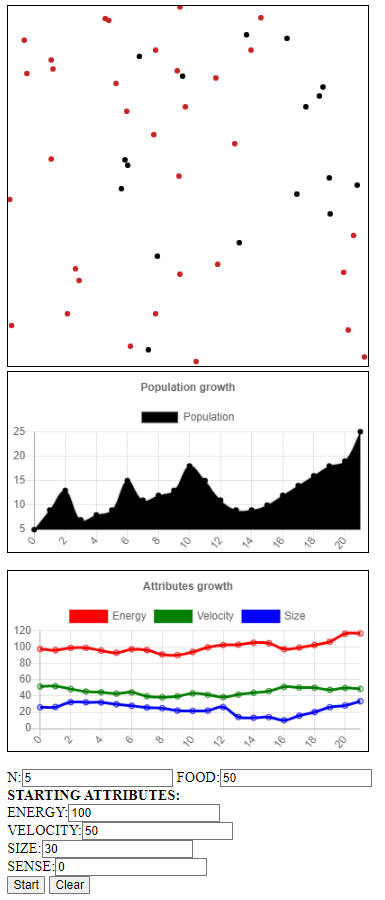 Population growth
Population
25
20
15
10
5
0 2 4 6 8 10 12 14 16 18 20
Attributes growth
Energy Velocity Size
120
100
80
60
40
20
0
0 2 4 6 8 10 12 14 16 18 20
N: 5 FOOD: 50
STARTING ATTRIBUTES:
ENERGY: 100
VELOCITY: 50
SIZE: 30
SENSE: 0
Start Clear